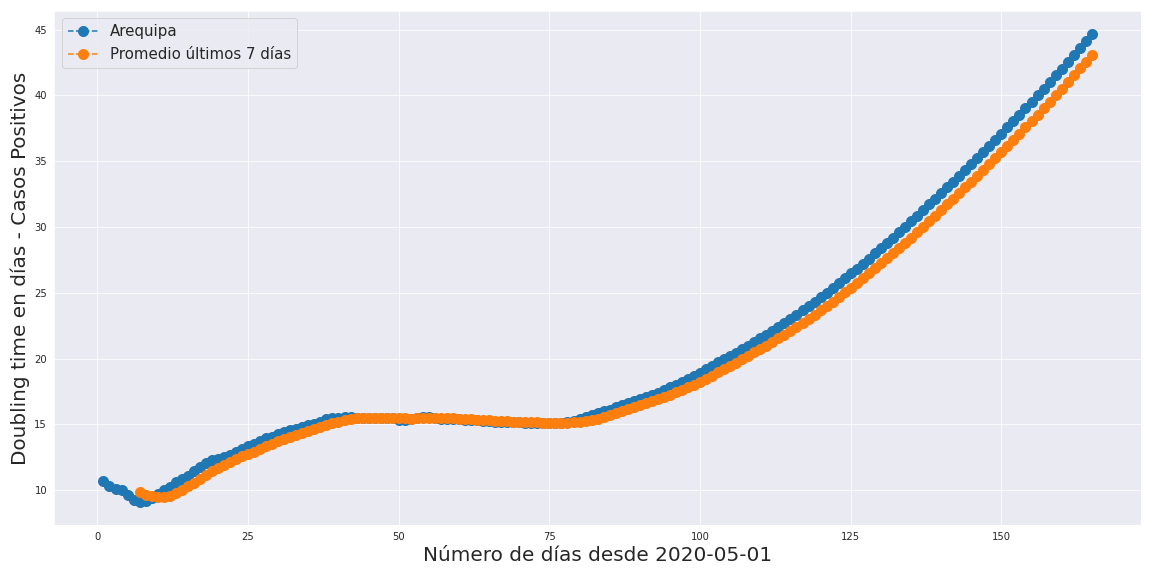 Arequipa
Promedio últimos 7 días
Doubling time en días - Casos Positivos
45
40
35
30
25
20
15
10
0 25 50 75 100 125 150
Número de días desde 2020-05-01